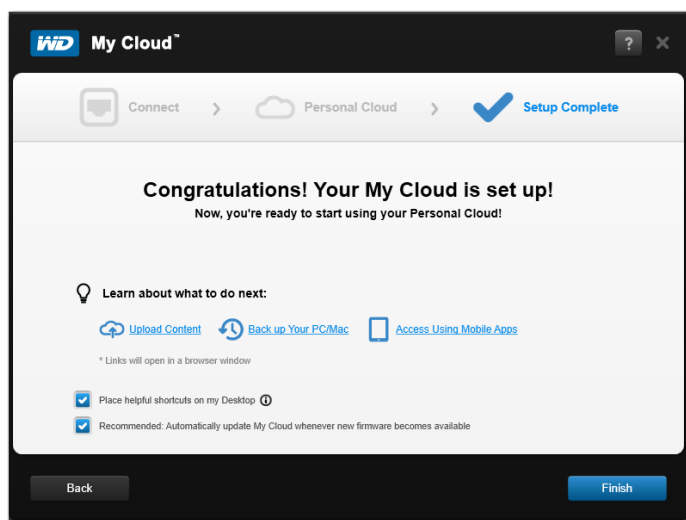 WD My Cloud™ ?
Connect > Personal Cloud > Setup Complete
Congratulations! Your My Cloud is set up!
Now, you're ready to start using your Personal Cloud!
Learn about what to do next:
Upload Content Back up Your PC/Mac Access Using Mobile Apps
* Links will open in a browser window
Place helpful shortcuts on my Desktop
Recommended: Automatically update My Cloud whenever new firmware becomes available
Back Finish